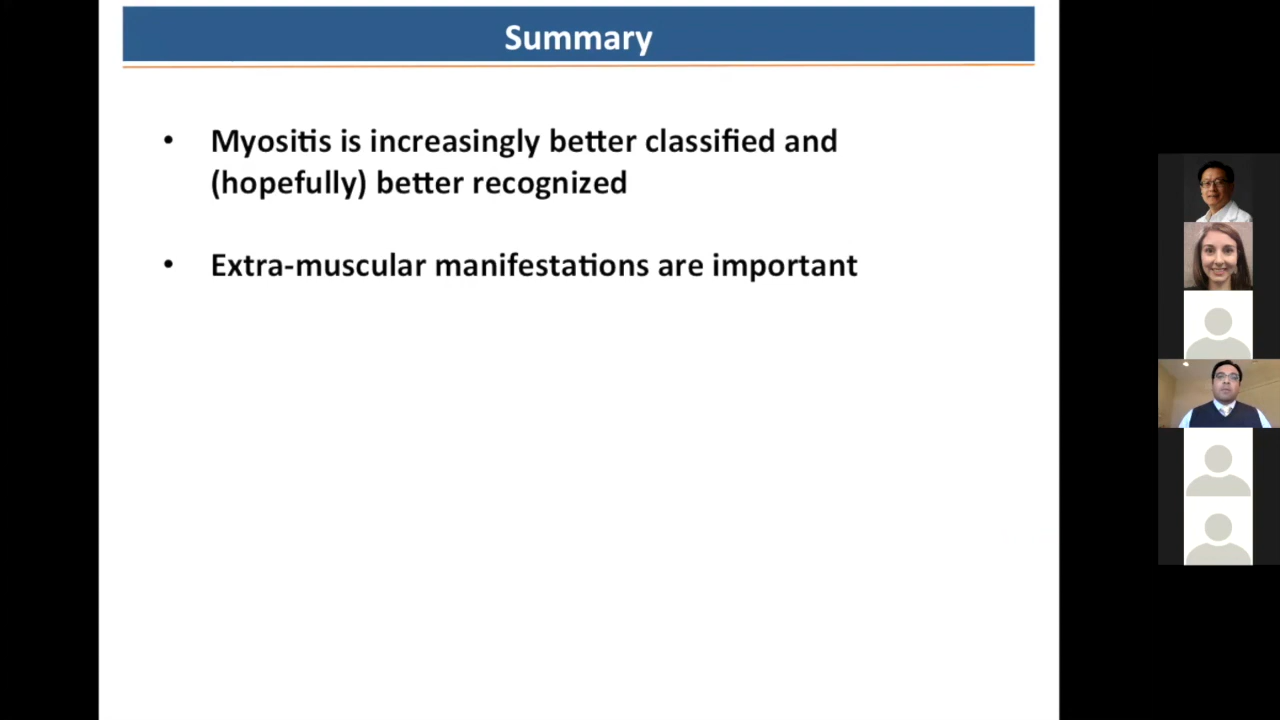 Summary
• Myositis is increasingly better classified and
(hopefully) better recognized
• Extra-muscular manifestations are important